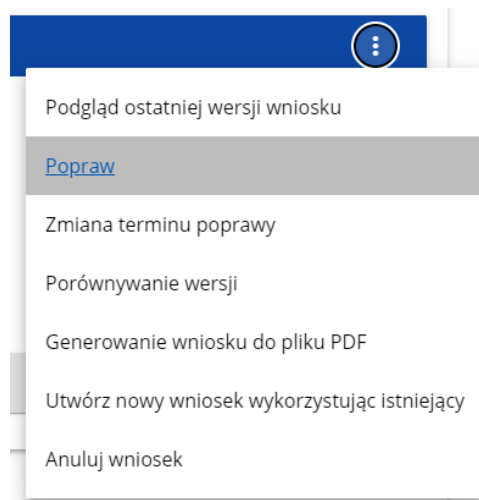 Podgląd ostatniej wersji wniosku
Popraw
Zmiana terminu poprawy
Porównywanie wersji
Generowanie wniosku do pliku PDF
Utwórz nowy wniosek wykorzystując istniejący
Anuluj wniosek